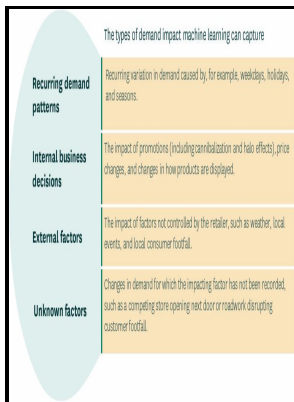 The types of demand impact machine learning can capture
Recurring demand
patterns
Recurring variation in demand caused by, for example, weekdays, holidays,
and seasons.
Internal business
decisions
The impact of promotions (including cannibalization and halo effects), price
changes, and changes in how products are displayed.
External factors
The impact of factors not controlled by the retailer, such as weather, local
events, and local consumer footfall.
Unknown factors
Changes in demand for which the impacting factor has not been recorded,
such as a competing store opening next door or roadwork disrupting
customer footfall.